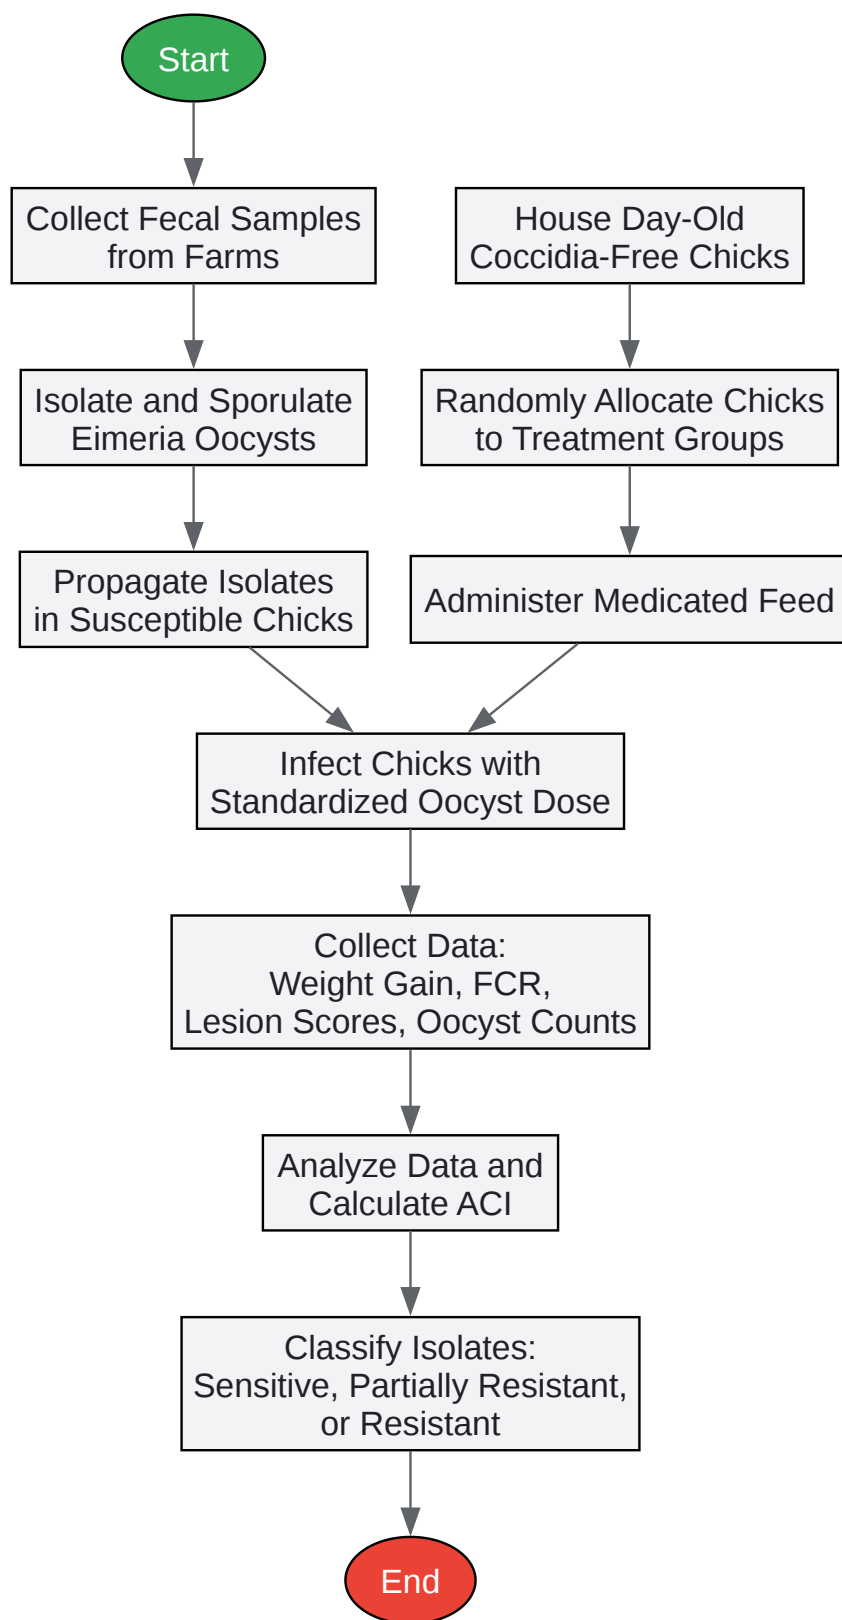 Start
Collect Fecal Samples
from Farms
House Day-Old
Coccidia-Free Chicks
Isolate and Sporulate
Eimeria Oocysts
Randomly Allocate Chicks
to Treatment Groups
Propagate Isolates
in Susceptible Chicks
Administer Medicated Feed
Infect Chicks with
Standardized Oocyst Dose
Collect Data:
Weight Gain, FCR,
Lesion Scores, Oocyst Counts
Analyze Data and
Calculate ACI
Classify Isolates:
Sensitive, Partially Resistant,
or Resistant
End